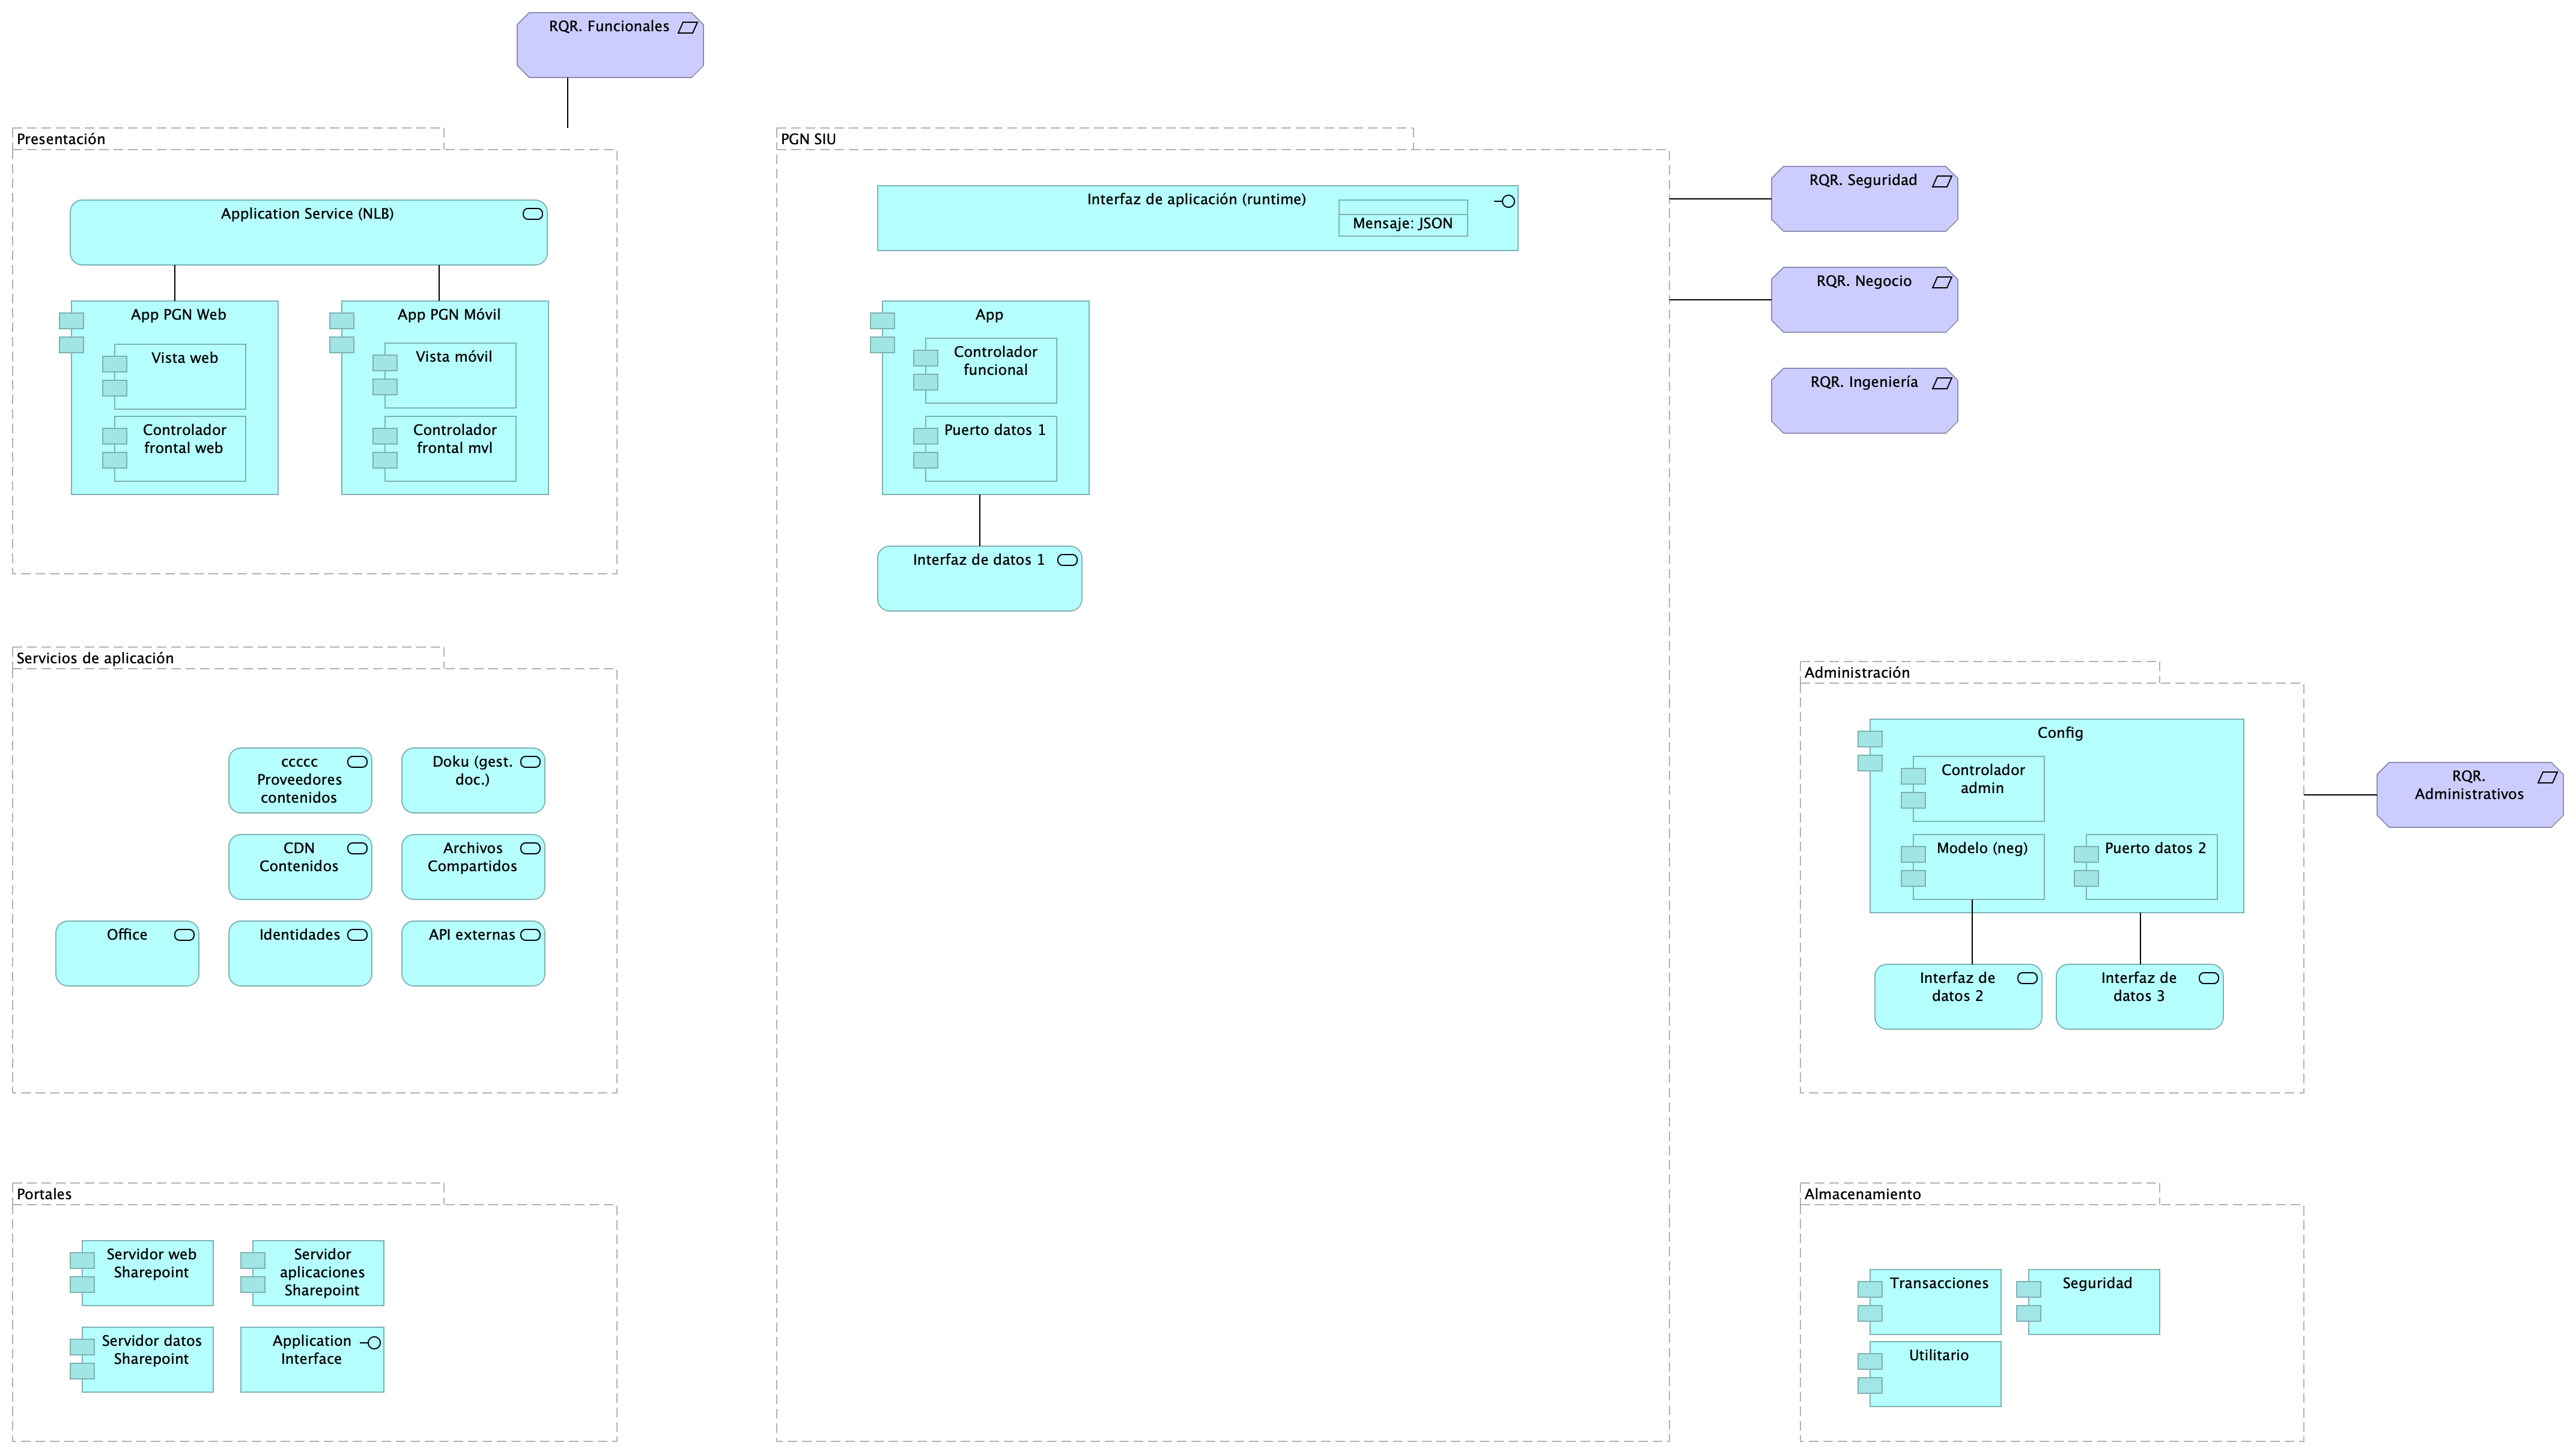 RQR. Funcionales
Presentación
Application Service (NLB)
App PGN Web
Vista web
Controlador
frontal web
App PGN Móvil
Vista móvil
Controlador
frontal mvl
PGN SIU
Interfaz de aplicación (runtime)
Mensaje: JSON
App
Controlador
funcional
Puerto datos 1
Interfaz de datos 1
RQR. Seguridad
RQR. Negocio
RQR. Ingeniería
Servicios de aplicación
ccccc
Proveedores
contenidos
Doku (gest.
doc.)
CDN
Contenidos
Archivos
Compartidos
Office
Identidades
API externas
Administración
Config
Controlador
admin
Modelo (neg)
Puerto datos 2
Interfaz de
datos 2
Interfaz de
datos 3
RQR.
Administrativos
Portales
Servidor web
Sharepoint
Servidor
aplicaciones
Sharepoint
Servidor datos
Sharepoint
Application
Interface
Almacenamiento
Transacciones
Seguridad
Utilitario